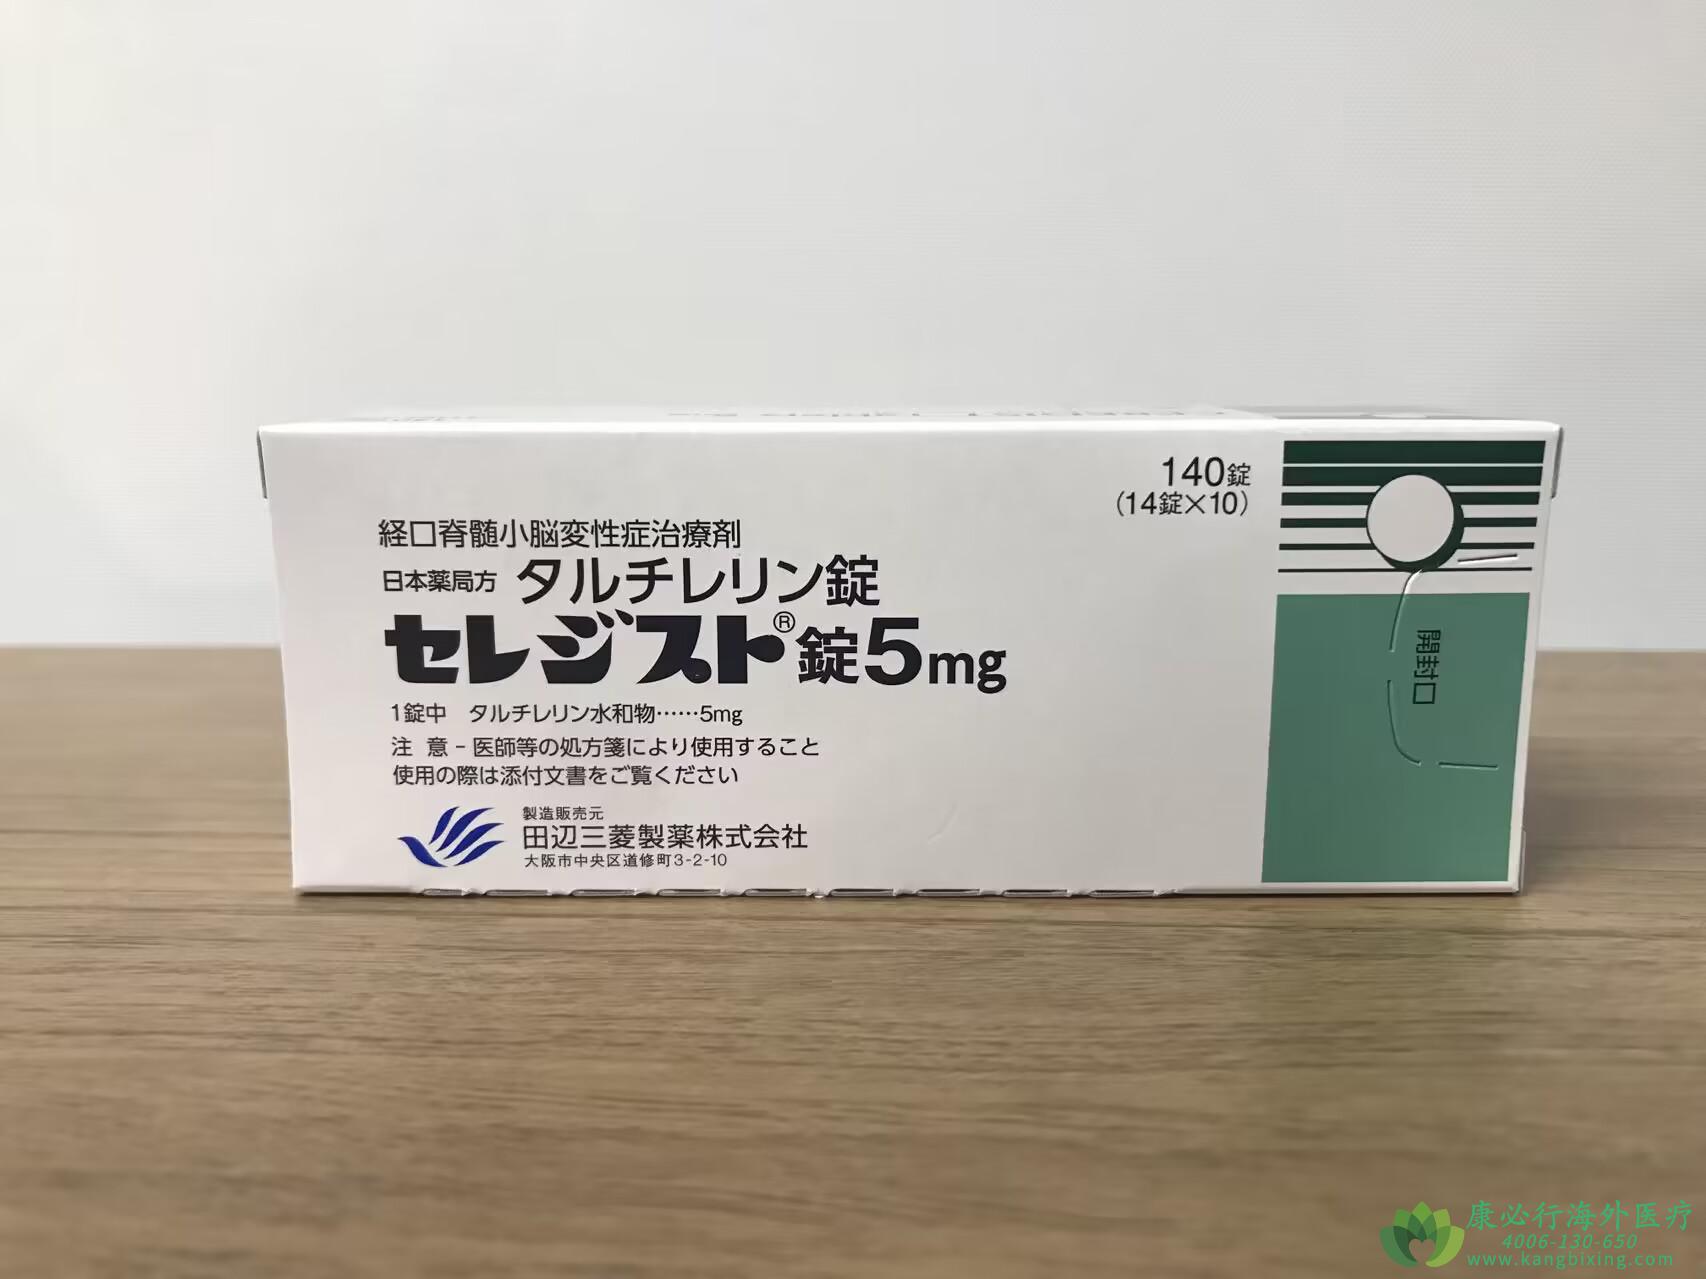 140錠
(14錠×10)
経口脊髄小脳変性症治療剤
日本薬局方 タルチレリン錠
セレジスト®錠5mg
1錠中 タルチレリン水和物……5mg
注 意-医師等の処方箋により使用すること
使用の際は添付文書をご覧ください
製造販売元
田辺三菱製薬株式会社
大阪市中央区道修町3-2-10
開封口
康必行海外医疗
4006-130-650
www.kangbixing.com